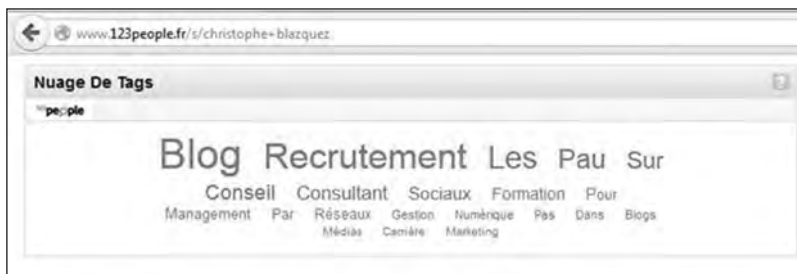 www.123people.fr/s/christophe+blazquez
Nuage De Tags
123people
Blog Recrutement Les Pau Sur
Conseil Consultant Sociaux Formation Pour
Management Par Réseaux Gestion Numérique Pas Dans Blogs
Médias Carrière Marketing